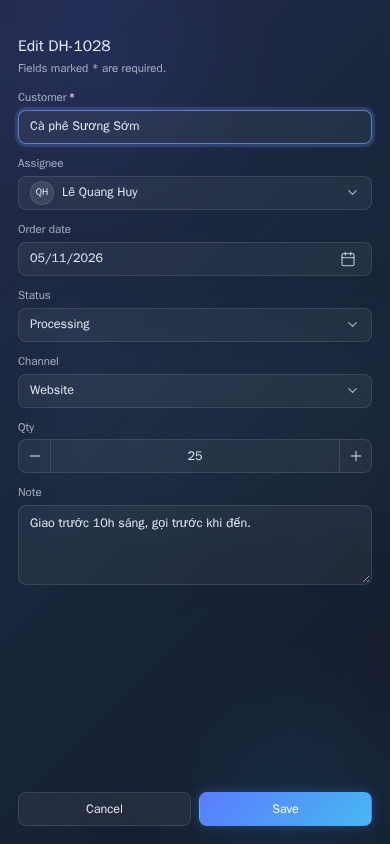 Edit DH-1028
Fields marked * are required.
Customer *
Cà phê Sương Sớm
Assignee
QH Lê Quang Huy
Order date
05/11/2026
Status
Processing
Channel
Website
Qty
25
Note
Giao trước 10h sáng, gọi trước khi đến.
Cancel Save